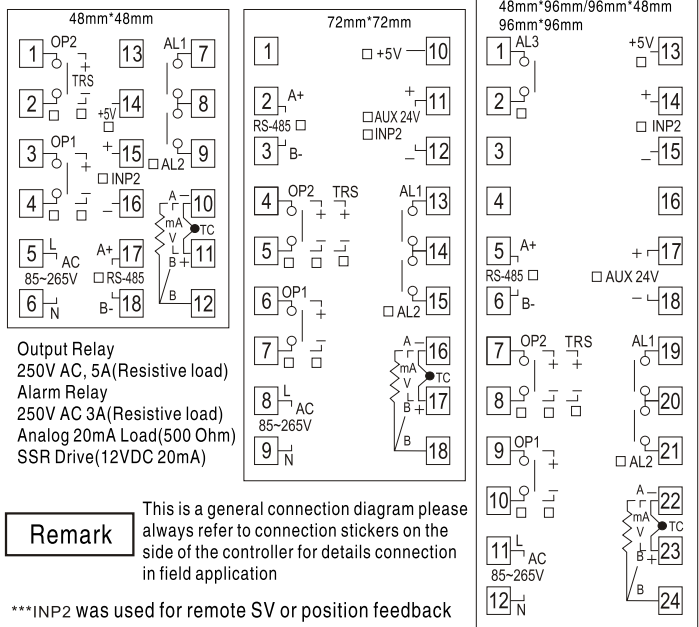 48mm*48mm
1 OP2 13 AL1 7
TRS
2 +5V 14 8
3 OP1 + 15 AL2 9
INP2
4 – 16 A – 10
mA
V TC
5 L A+ 17 B + 11
AC
85~265V RS-485
6 N B- 18 B 12
72mm*72mm
1 +5V 10
2 A+ + 11
RS-485 AUX 24V
INP2
3 B- – 12
4 OP2 TRS AL1 13
+ +
– –
5 14
6 OP1 15
+ AL2
–
7 A – 16
mA
V TC
8 L B + 17
AC
85~265V
9 N B 18
48mm*96mm/96mm*48mm
96mm*96mm
1 AL3 +5V 13
2 + 14
INP2
3 – 15
4 16
5 A+ + 17
RS-485 AUX 24V
6 B- – 18
7 OP2 TRS AL1 19
+ +
– –
8 20
9 OP1 21
+ AL2
–
10 A – 22
mA
V TC
11 L B + 23
AC
85~265V
12 N B 24
Output Relay
250V AC, 5A(Resistive load)
Alarm Relay
250V AC 3A(Resistive load)
Analog 20mA Load(500 Ohm)
SSR Drive(12VDC 20mA)
Remark
This is a general connection diagram please
always refer to connection stickers on the
side of the controller for details connection
in field application
***INP2 was used for remote SV or position feedback